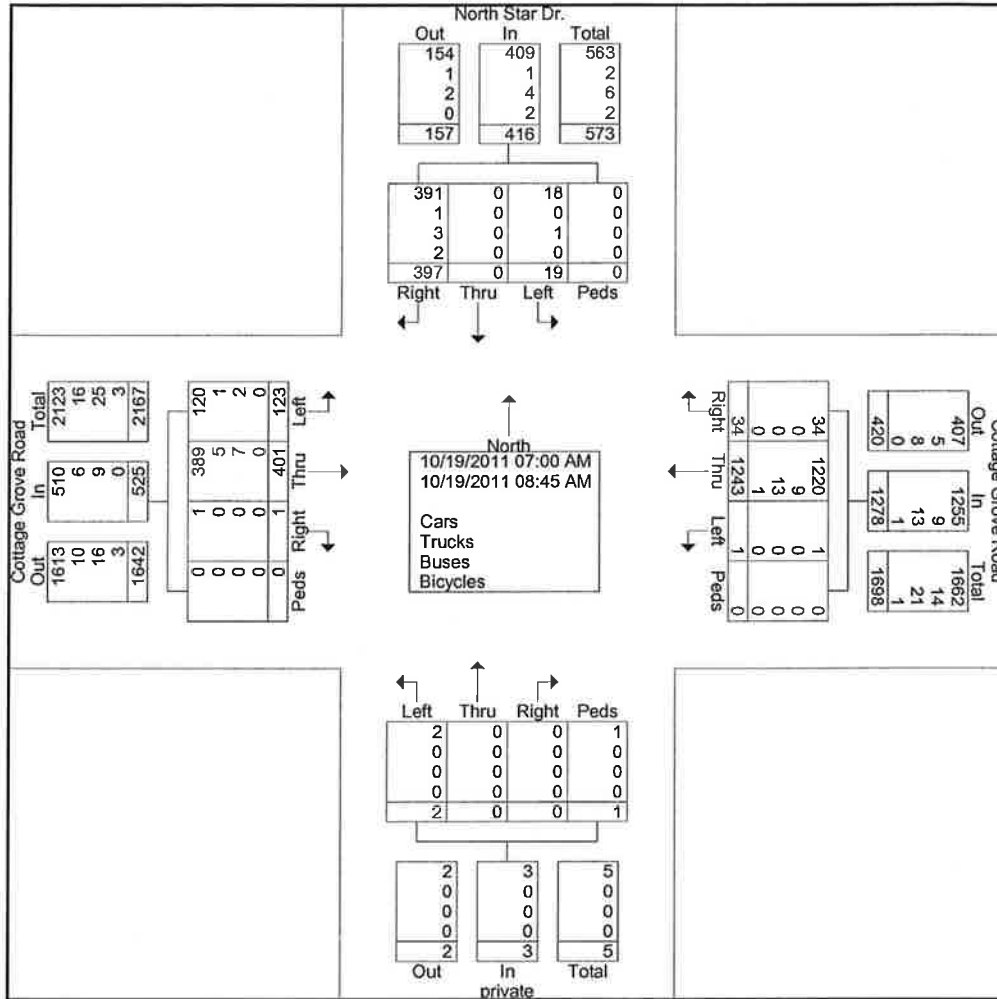 North Star Dr.
Out In Total
154 409 563
1 1 2
2 4 6
0 2 2
157 416 573
391 0 18 0
1 0 0 0
3 0 1 0
2 0 0 0
397 0 19 0
Right Thru Left Peds
Cottage Grove Road
Total In Out
2123 510 1613
16 6 10
25 9 16
3 0 3
2167 525 1642
Left Thru Right Peds
120 389 1 0
1 5 0 0
2 7 0 0
0 0 0 0
123 401 1 0
North
10/19/2011 07:00 AM
10/19/2011 08:45 AM
Cars
Trucks
Buses
Bicycles
Right Thru Left Peds
34 1220 1 0
0 9 0 0
0 13 0 0
0 1 0 0
34 1243 1 0
Cottage Grove Road
Out In Total
407 1255 1662
5 9 14
8 13 21
0 1 1
420 1278 1698
Left Thru Right Peds
2 0 0 1
0 0 0 0
0 0 0 0
0 0 0 0
2 0 0 1
2 3 5
0 0 0
0 0 0
0 0 0
2 3 5
Out In Total
private